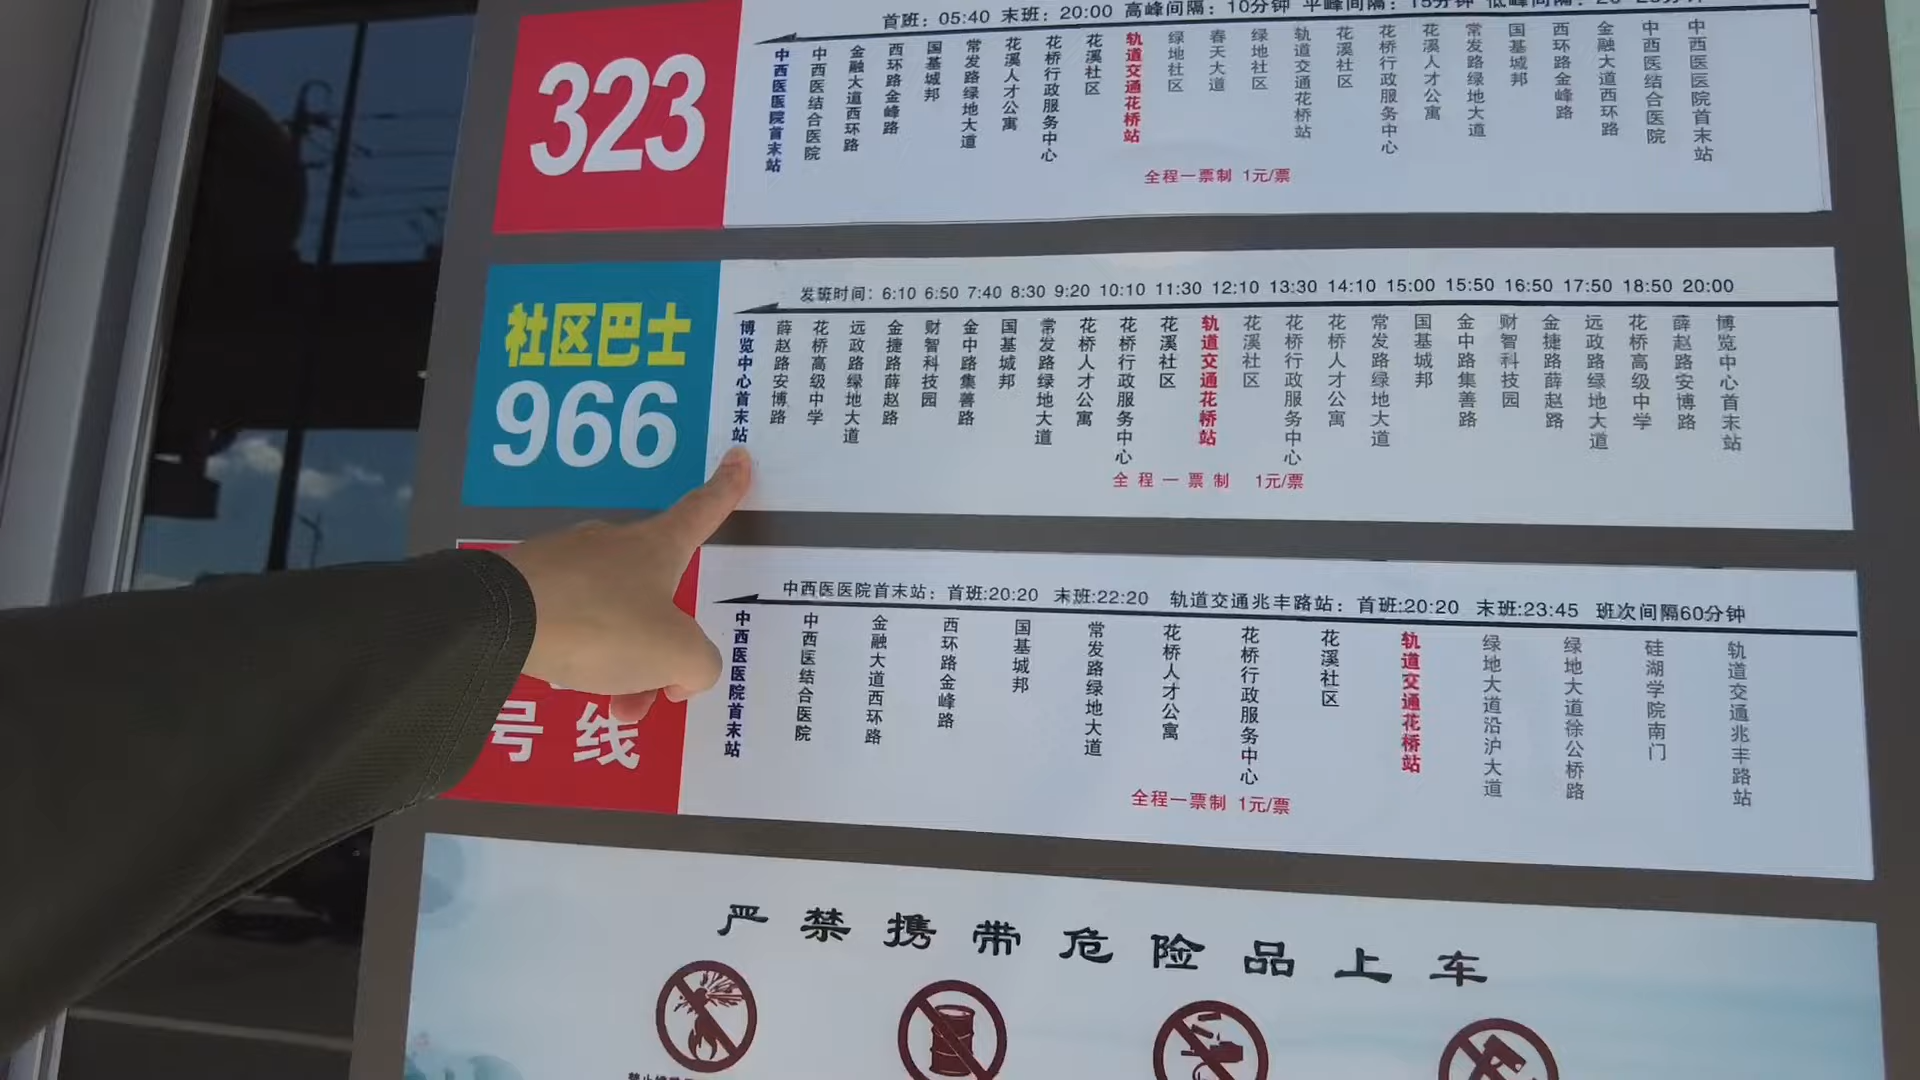 首班：05:40 末班：20:00 高峰间隔：10分钟 平峰间隔：15分钟
323
中西医医院首末站
中西医结合医院
金融大道西环路
西环路金峰路
国基城邦
常发路绿地大道
花溪人才公寓
花桥行政服务中心
花溪社区
轨道交通花桥站
绿地社区
春天大道
绿地社区
轨道交通花桥站
花溪社区
花桥行政服务中心
花溪人才公寓
常发路绿地大道
国基城邦
西环路金峰路
金融大道西环路
中西医结合医院
中西医医院首末站
全程一票制 1元/票
社区巴士
966
发班时间：6:10 6:50 7:40 8:30 9:20 10:10 11:30 12:10 13:30 14:10 15:00 15:50 16:50 17:50 18:50 20:00
博览中心首末站
薛赵路安博路
花桥高级中学
远政路绿地大道
金捷路薛赵路
财智科技园
金中路集善路
国基城邦
常发路绿地大道
花桥人才公寓
花桥行政服务中心
花溪社区
轨道交通花桥站
花溪社区
花桥行政服务中心
花桥人才公寓
常发路绿地大道
国基城邦
金中路集善路
财智科技园
金捷路薛赵路
远政路绿地大道
花桥高级中学
薛赵路安博路
博览中心首末站
全程一票制 1元/票
号线
中西医医院首末站：首班:20:20 末班:22:20 轨道交通兆丰路站：首班:20:20 末班:23:45 班次间隔60分钟
中西医医院首末站
中西医结合医院
金融大道西环路
西环路金峰路
国基城邦
常发路绿地大道
花桥人才公寓
花桥行政服务中心
花溪社区
轨道交通花桥站
绿地大道沿沪大道
绿地大道徐公桥路
硅湖学院南门
轨道交通兆丰路站
全程一票制 1元/票
严禁携带危险品上车